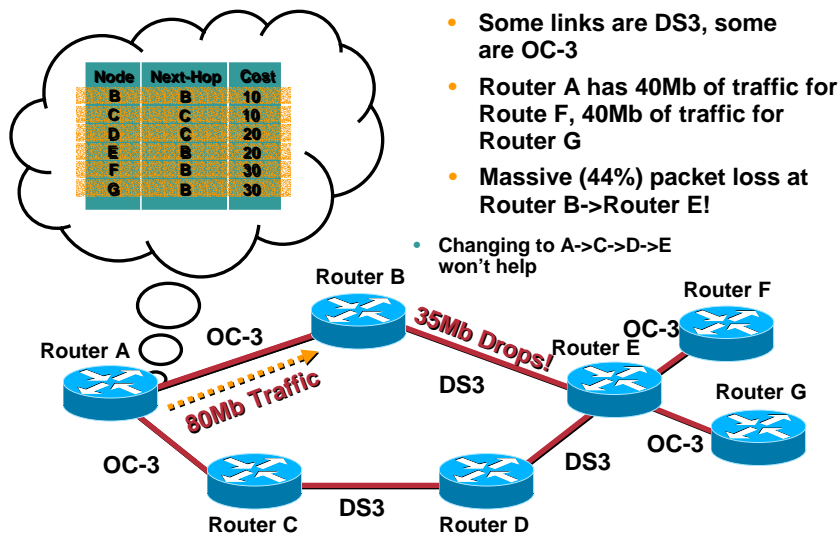 Node Next-Hop Cost
B B 10
C C 10
D C 20
E B 20
F B 30
G B 30
• Some links are DS3, some
are OC-3
• Router A has 40Mb of traffic for
Route F, 40Mb of traffic for
Router G
• Massive (44%) packet loss at
Router B->Router E!
• Changing to A->C->D->E
won't help
Router B
Router F
OC-3
35Mb Drops!
OC-3
Router A
Router E
80Mb Traffic
DS3
Router G
OC-3
OC-3
DS3
DS3
Router C
Router D